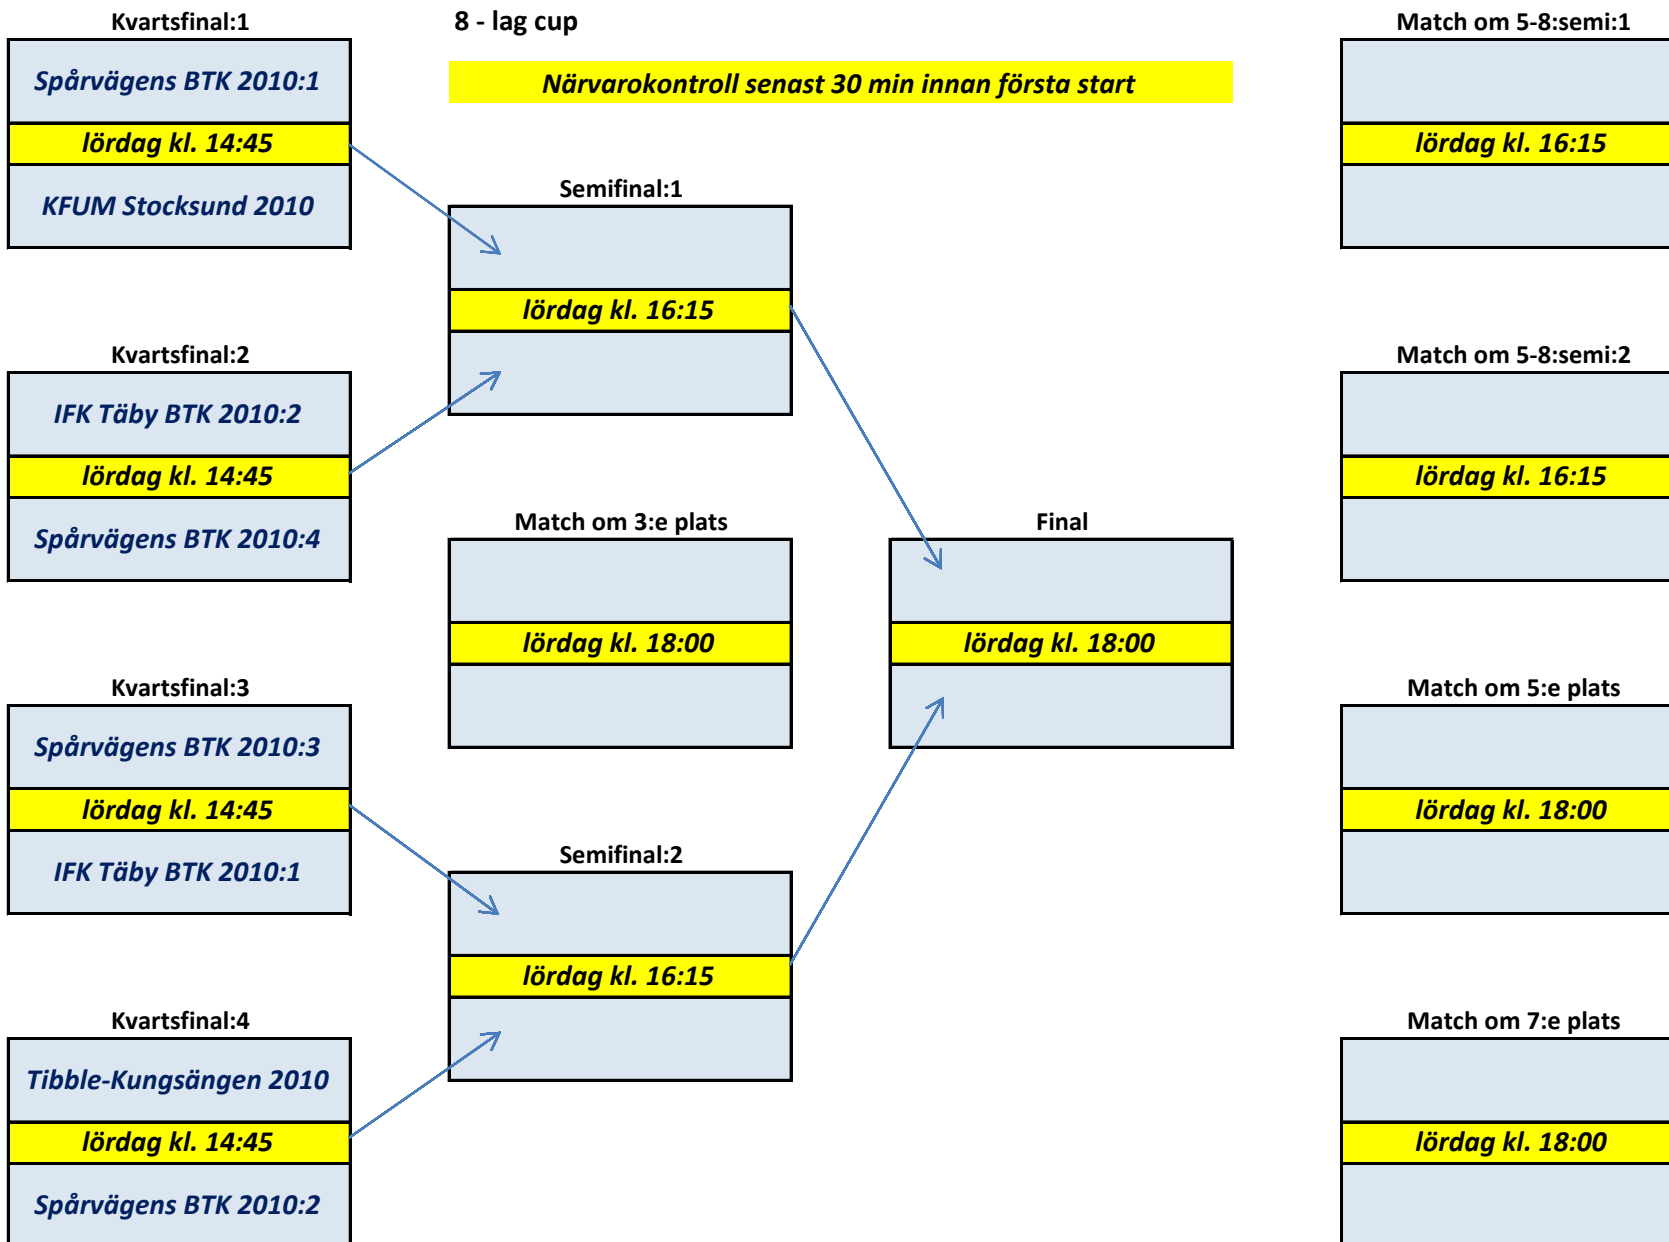 Kvartsfinal:1
Spårvägens BTK 2010:1
lördag kl. 14:45
KFUM Stocksund 2010
Kvartsfinal:2
IFK Täby BTK 2010:2
lördag kl. 14:45
Spårvägens BTK 2010:4
Kvartsfinal:3
Spårvägens BTK 2010:3
lördag kl. 14:45
IFK Täby BTK 2010:1
Kvartsfinal:4
Tibble-Kungsängen 2010
lördag kl. 14:45
Spårvägens BTK 2010:2
8 - lag cup
Närvarokontroll senast 30 min innan första start
Semifinal:1
lördag kl. 16:15
Match om 3:e plats
lördag kl. 18:00
Semifinal:2
lördag kl. 16:15
Final
lördag kl. 18:00
Match om 5-8:semi:1
lördag kl. 16:15
Match om 5-8:semi:2
lördag kl. 16:15
Match om 5:e plats
lördag kl. 18:00
Match om 7:e plats
lördag kl. 18:00